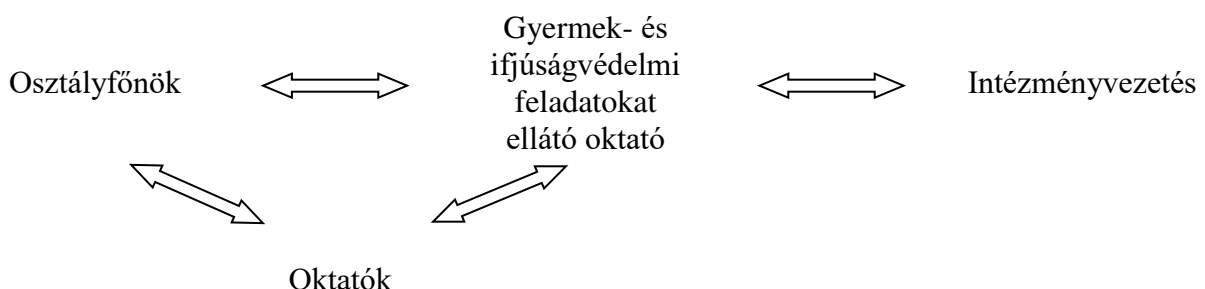 Osztályfőnök
Gyermek- és
ifjúságvédelmi
feladatokat
ellátó oktató
Intézményvezetés
Oktatók